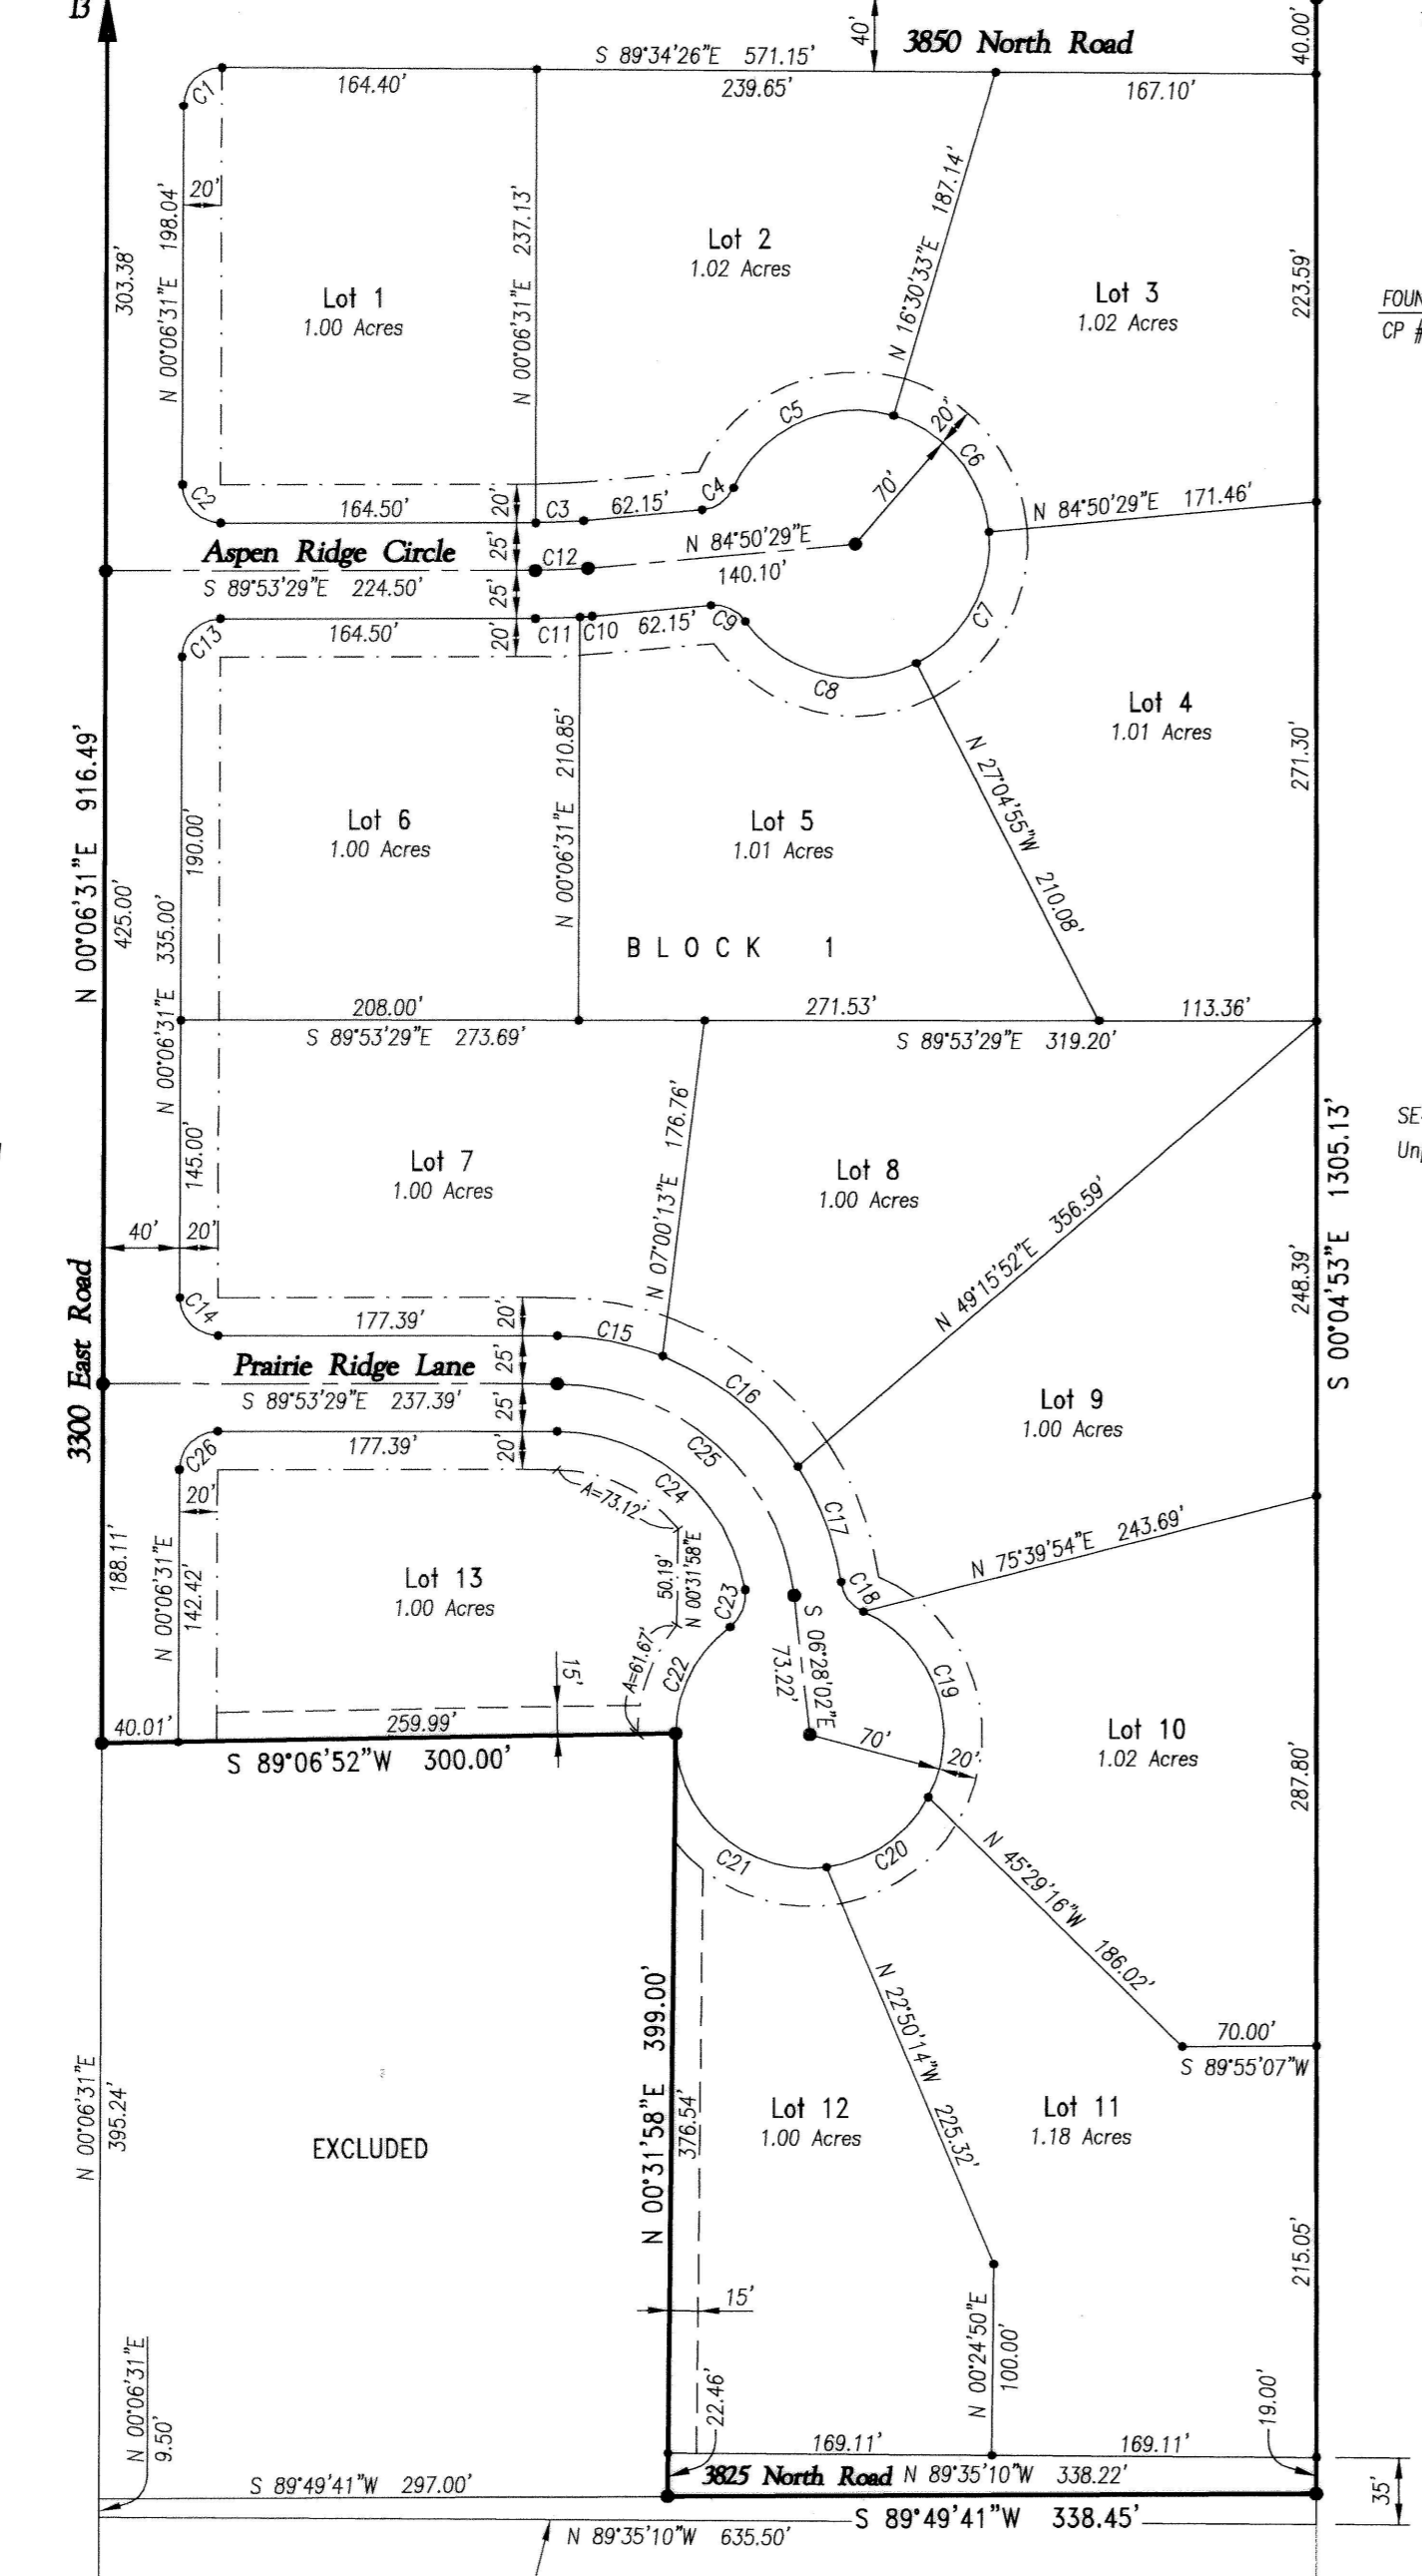 13
40'
3850 North Road
40.00'
S 89°34'26"E 571.15'
164.40'
239.65'
167.10'
C1
20'
N 00°06'31"E 198.04'
303.38'
N 00°06'31"E 237.13'
Lot 1
1.00 Acres
Lot 2
1.02 Acres
N 16°30'33"E 187.14'
Lot 3
1.02 Acres
223.59'
FOUN
CP #
C5
20'
C6
70'
C2
164.50'
20'
C3
62.15'
C4
N 84°50'29"E 171.46'
Aspen Ridge Circle
25'
C12
N 84°50'29"E
140.10'
S 89°53'29"E 224.50'
25'
C13
164.50'
20'
C11
C10
62.15'
C9
C7
C8
Lot 4
1.01 Acres
271.30'
N 27°04'55"W 210.08'
N 00°06'31"E 916.49'
425.00'
190.00'
N 00°06'31"E 335.00'
Lot 6
1.00 Acres
N 00°06'31"E 210.85'
Lot 5
1.01 Acres
BLOCK 1
208.00'
271.53'
113.36'
S 89°53'29"E 273.69'
S 89°53'29"E 319.20'
145.00'
Lot 7
1.00 Acres
N 07°00'13"E 176.76'
Lot 8
1.00 Acres
N 49°15'52"E 356.59'
S 00°04'53"E 1305.13'
SE-
Un
248.39'
40'
20'
C14
177.39'
20'
C15
3300 East Road
Prairie Ridge Lane
25'
C16
S 89°53'29"E 237.39'
25'
C25
Lot 9
1.00 Acres
C26
177.39'
20'
C24
C17
20'
A=73.12'
188.11'
N 00°06'31"E
142.42'
Lot 13
1.00 Acres
50.19'
N 00°31'58"E
C23
C18
N 75°39'54"E 243.69'
S 06°28'02"E
73.22'
A=61.67'
C22
C19
15'
40.01'
259.99'
S 89°06'52"W 300.00'
70'
20'
Lot 10
1.02 Acres
287.80'
C21
C20
N 45°29'16"W 186.02'
70.00'
S 89°55'07"W
N 00°06'31"E
395.24'
EXCLUDED
N 00°31'58"E 399.00'
376.54'
Lot 12
1.00 Acres
N 22°50'14"W 225.32'
Lot 11
1.18 Acres
215.05'
15'
N 00°24'50"E
100.00'
N 00°06'31"E
9.50'
22.46'
19.00'
169.11'
169.11'
S 89°49'41"W 297.00'
3825 North Road
N 89°35'10"W 338.22'
35'
S 89°49'41"W 338.45'
N 89°35'10"W 635.50'